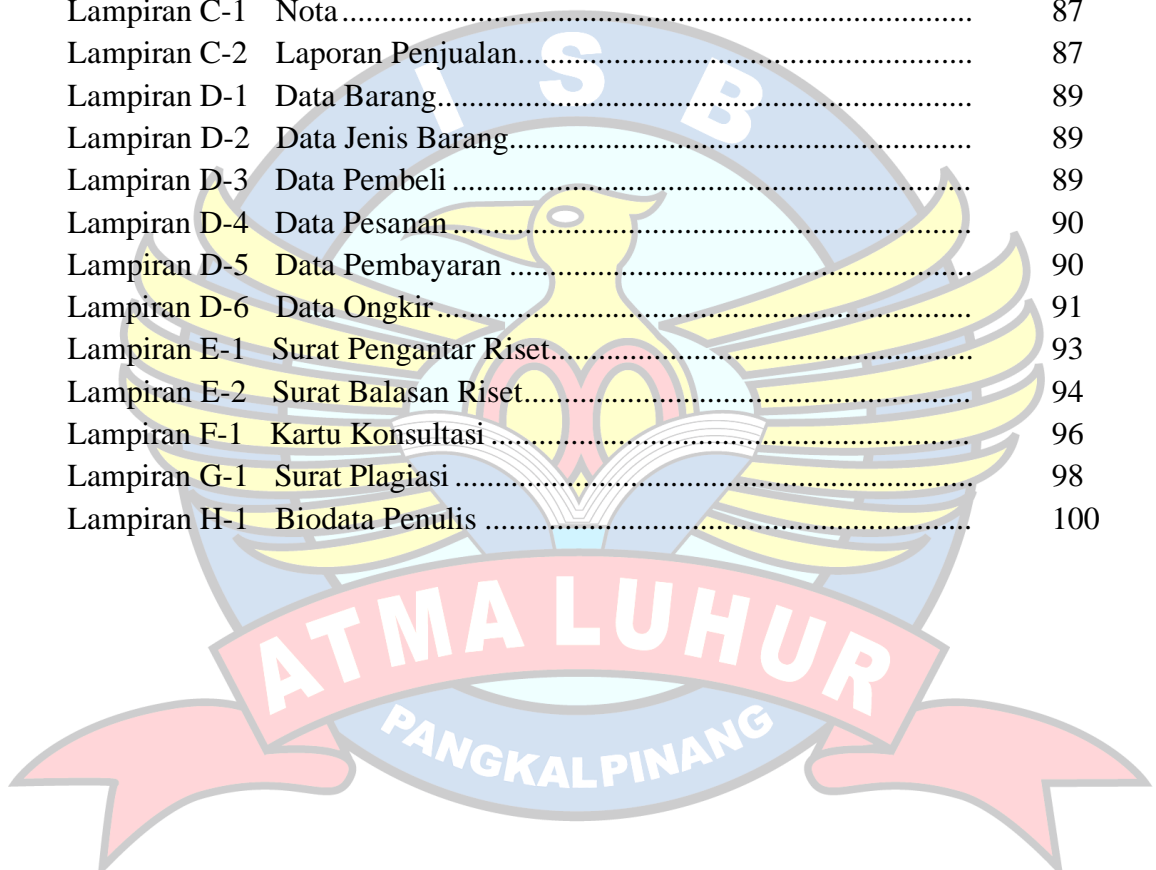 Lampiran C-1 Nota............................................................................... 87
Lampiran C-2 Laporan Penjualan......................................................... 87
Lampiran D-1 Data Barang................................................................... 89
Lampiran D-2 Data Jenis Barang.......................................................... 89
Lampiran D-3 Data Pembeli ................................................................. 89
Lampiran D-4 Data Pesanan ................................................................. 90
Lampiran D-5 Data Pembayaran .......................................................... 90
Lampiran D-6 Data Ongkir................................................................... 91
Lampiran E-1 Surat Pengantar Riset..................................................... 93
Lampiran E-2 Surat Balasan Riset........................................................ 94
Lampiran F-1 Kartu Konsultasi ............................................................ 96
Lampiran G-1 Surat Plagiasi ................................................................. 98
Lampiran H-1 Biodata Penulis ............................................................. 100
I S B
ATMA LUHUR
PANGKALPINANG